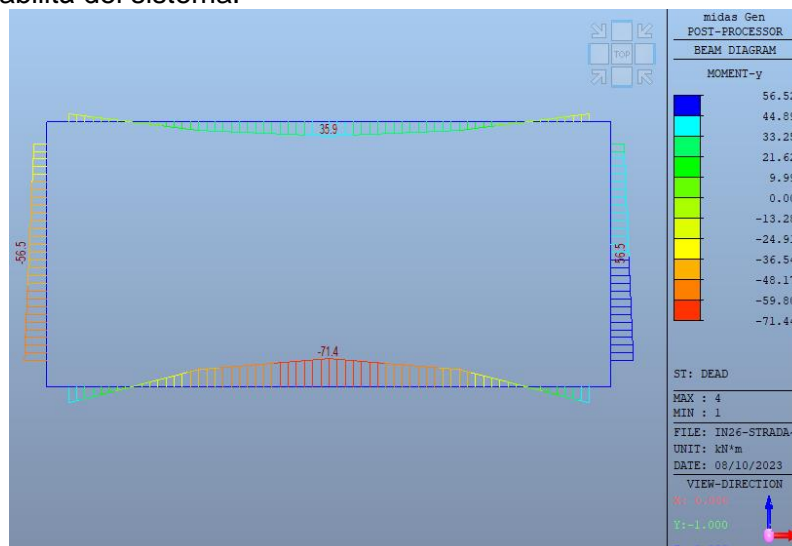 abilità del sistema.
TOP
35.9
-56.5
56.5
-71.4
midas Gen
POST-PROCESSOR
BEAM DIAGRAM
MOMENT-y
56.52
44.89
33.25
21.62
9.99
0.00
-13.28
-24.91
-36.54
-48.17
-59.80
-71.44
ST: DEAD
MAX : 4
MIN : 1
FILE: IN26-STRADA-
UNIT: kN*m
DATE: 08/10/2023
VIEW-DIRECTION
X: 0.000
Y:-1.000